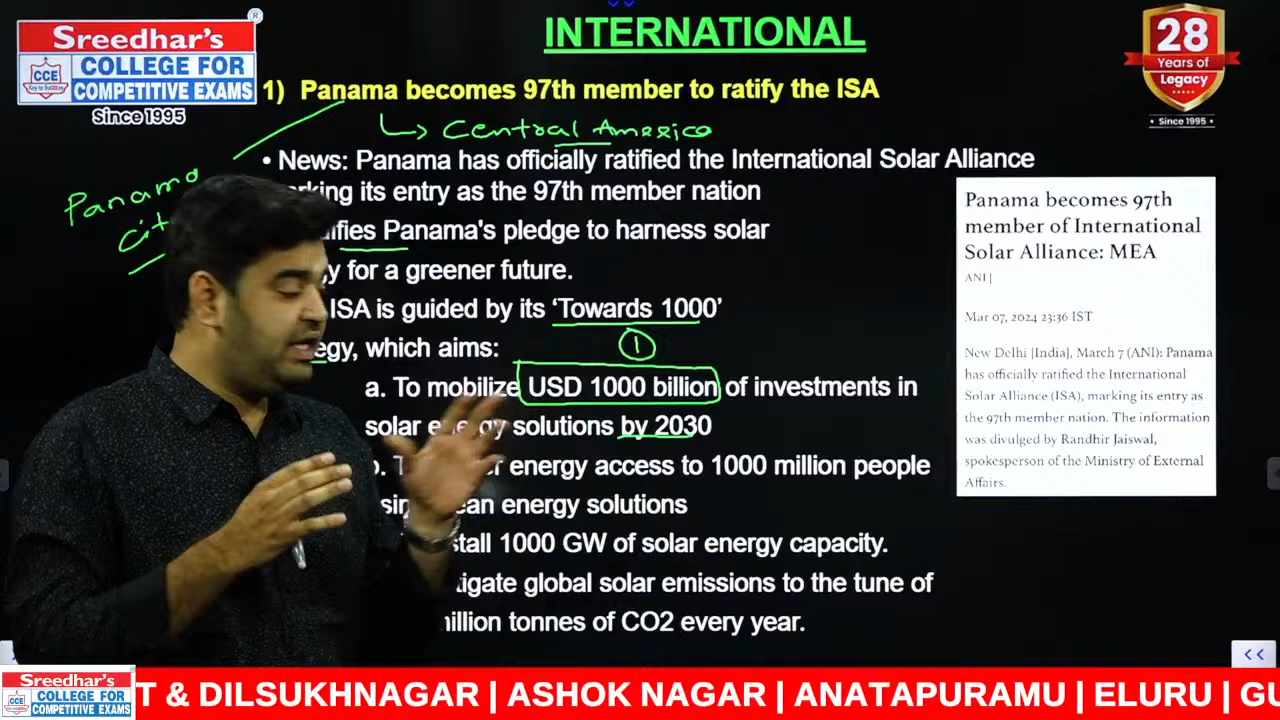 Sreedhar's
CCE
Key to Success
COLLEGE FOR
COMPETITIVE EXAMS
Since 1995
®
INTERNATIONAL
28
Years of
Legacy
Since 1995
1) Panama becomes 97th member to ratify the ISA
Central America
Panama
• News: Panama has officially ratified the International Solar Alliance
its entry as the 97th member nation
Panama's pledge to harness solar
for a greener future.
ISA is guided by its ‘Towards 1000’
which aims:
1
a. To mobilize USD 1000 billion of investments in
solar energy solutions by 2030
energy access to 1000 million people
energy solutions
1000 GW of solar energy capacity.
global solar emissions to the tune of
tonnes of CO2 every year.
Panama becomes 97th
member of International
Solar Alliance: MEA
ANI |
Mar 07, 2024 23:36 IST
New Delhi [India], March 7 (ANI): Panama
has officially ratified the International
Solar Alliance (ISA), marking its entry as
the 97th member nation. The information
was divulged by Randhir Jaiswal,
spokesperson of the Ministry of External
Affairs.
<<
Sreedhar's
CCE
COLLEGE FOR
COMPETITIVE EXAMS
T & DILSUKHNAGAR | ASHOK NAGAR | ANATAPURAMU | ELURU | GU